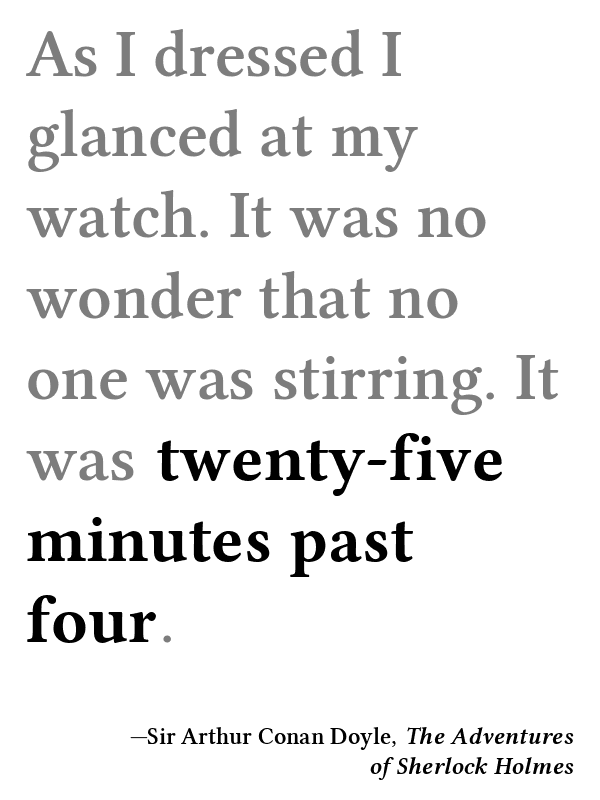 As I dressed I
glanced at my
watch. It was no
wonder that no
one was stirring. It
was twenty-five
minutes past
four.
—Sir Arthur Conan Doyle, The Adventures
of Sherlock Holmes